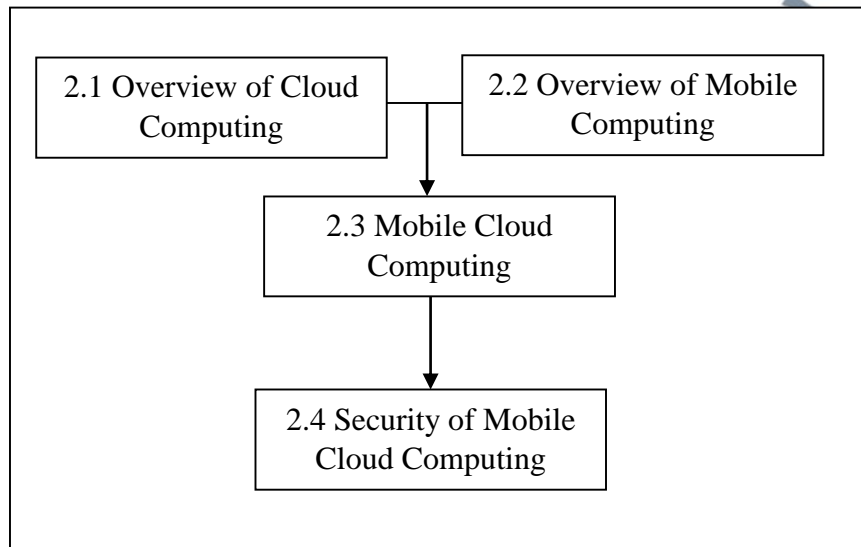 2.1 Overview of Cloud
Computing
2.2 Overview of Mobile
Computing
2.3 Mobile Cloud
Computing
2.4 Security of Mobile
Cloud Computing